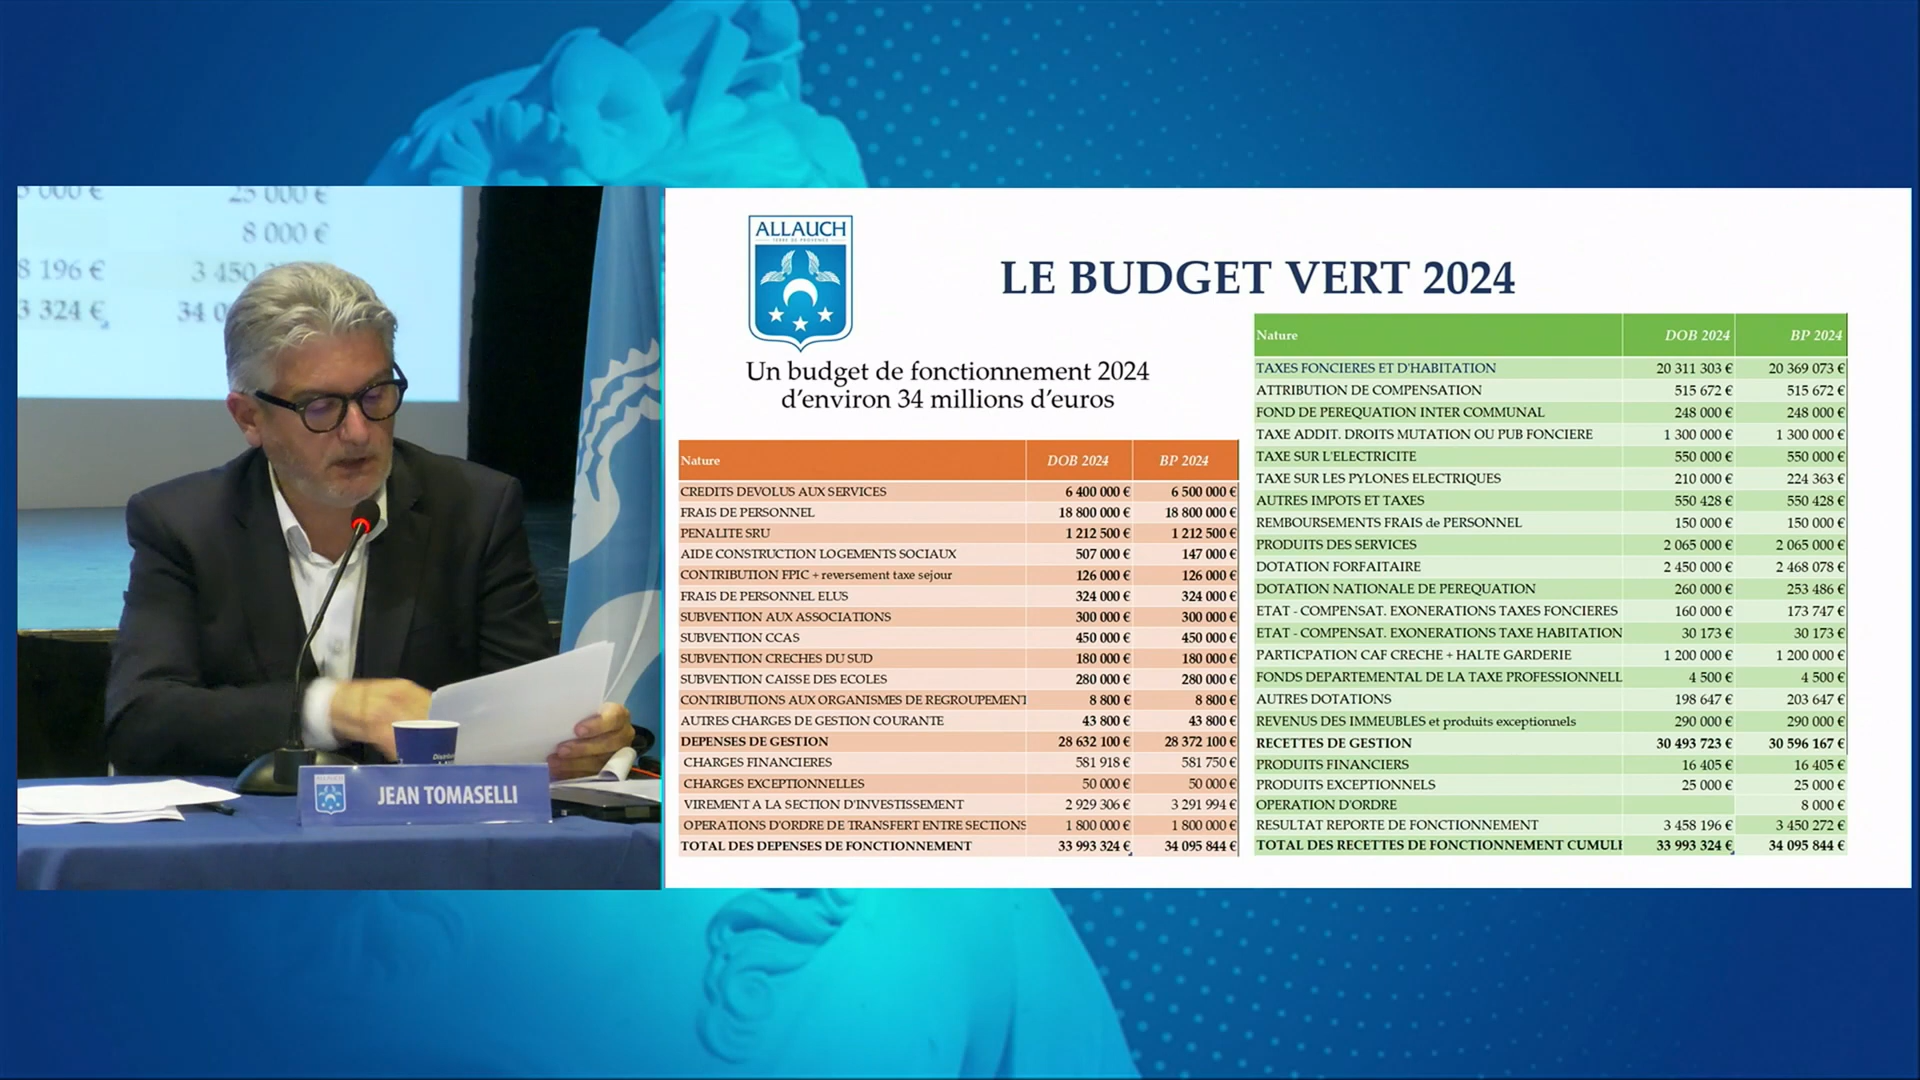 5 000 €	25 000 €
8 000 €
8 196 €	3 450
3 324 €	34 0
JEAN TOMASELLI
ALLAUCH
TERRE DE PROVENCE
LE BUDGET VERT 2024
Un budget de fonctionnement 2024
d'environ 34 millions d'euros
Nature	DOB 2024	BP 2024
CREDITS DEVOLUS AUX SERVICES	6 400 000 €	6 500 000 €
FRAIS DE PERSONNEL	18 800 000 €	18 800 000 €
PENALITE SRU	1 212 500 €	1 212 500 €
AIDE CONSTRUCTION LOGEMENTS SOCIAUX	507 000 €	147 000 €
CONTRIBUTION FPIC + reversement taxe sejour	126 000 €	126 000 €
FRAIS DE PERSONNEL ELUS	324 000 €	324 000 €
SUBVENTION AUX ASSOCIATIONS	300 000 €	300 000 €
SUBVENTION CCAS	450 000 €	450 000 €
SUBVENTION CRECHES DU SUD	180 000 €	180 000 €
SUBVENTION CAISSE DES ECOLES	280 000 €	280 000 €
CONTRIBUTIONS AUX ORGANISMES DE REGROUPEMENT	8 800 €	8 800 €
AUTRES CHARGES DE GESTION COURANTE	43 800 €	43 800 €
DEPENSES DE GESTION	28 632 100 €	28 372 100 €
CHARGES FINANCIERES	581 918 €	581 750 €
CHARGES EXCEPTIONNELLES	50 000 €	50 000 €
VIREMENT A LA SECTION D'INVESTISSEMENT	2 929 306 €	3 291 994 €
OPERATIONS D'ORDRE DE TRANSFERT ENTRE SECTIONS	1 800 000 €	1 800 000 €
TOTAL DES DEPENSES DE FONCTIONNEMENT	33 993 324 €	34 095 844 €
Nature	DOB 2024	BP 2024
TAXES FONCIERES ET D'HABITATION	20 311 303 €	20 369 073 €
ATTRIBUTION DE COMPENSATION	515 672 €	515 672 €
FOND DE PEREQUATION INTER COMMUNAL	248 000 €	248 000 €
TAXE ADDIT. DROITS MUTATION OU PUB FONCIERE	1 300 000 €	1 300 000 €
TAXE SUR L'ELECTRICITE	550 000 €	550 000 €
TAXE SUR LES PYLONES ELECTRIQUES	210 000 €	224 363 €
AUTRES IMPOTS ET TAXES	550 428 €	550 428 €
REMBOURSEMENTS FRAIS de PERSONNEL	150 000 €	150 000 €
PRODUITS DES SERVICES	2 065 000 €	2 065 000 €
DOTATION FORFAITAIRE	2 450 000 €	2 468 078 €
DOTATION NATIONALE DE PEREQUATION	260 000 €	253 486 €
ETAT - COMPENSAT. EXONERATIONS TAXES FONCIERES	160 000 €	173 747 €
ETAT - COMPENSAT. EXONERATIONS TAXE HABITATION	30 173 €	30 173 €
PARTICPATION CAF CRECHE + HALTE GARDERIE	1 200 000 €	1 200 000 €
FONDS DEPARTEMENTAL DE LA TAXE PROFESSIONNELL	4 500 €	4 500 €
AUTRES DOTATIONS	198 647 €	203 647 €
REVENUS DES IMMEUBLES et produits exceptionnels	290 000 €	290 000 €
RECETTES DE GESTION	30 493 723 €	30 596 167 €
PRODUITS FINANCIERS	16 405 €	16 405 €
PRODUITS EXCEPTIONNELS	25 000 €	25 000 €
OPERATION D'ORDRE	8 000 €
RESULTAT REPORTE DE FONCTIONNEMENT	3 458 196 €	3 450 272 €
TOTAL DES RECETTES DE FONCTIONNEMENT CUMULE	33 993 324 €	34 095 844 €